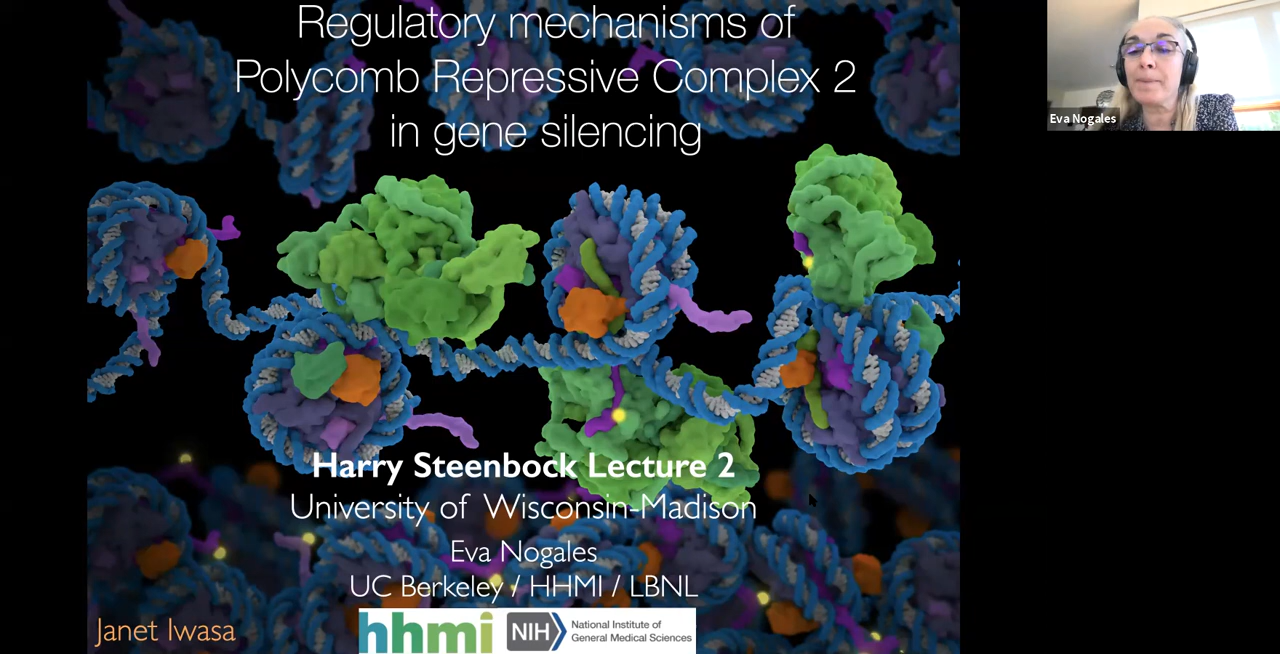 Regulatory mechanisms of
Polycomb Repressive Complex 2
in gene silencing
Eva Nogales
Harry Steenbock Lecture 2
University of Wisconsin-Madison
Eva Nogales
UC Berkeley / HHMI / LBNL
Janet Iwasa
hhmi
NIH
National Institute of
General Medical Sciences